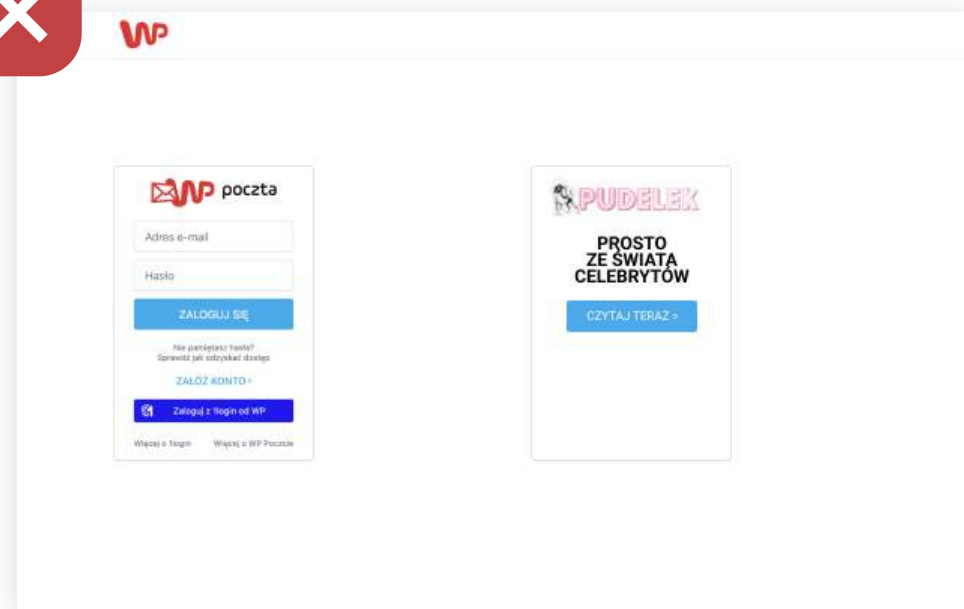 WP
WP poczta
Adres e-mail
Hasło
ZALOGUJ SIĘ
Nie pamiętasz hasła?
Sprawdź jak odzyskać dostęp
ZAŁÓŻ KONTO >
Zaloguj z 1login od WP
Więcej o 1login
Więcej o WP Poczcie
PUDELEK
PROSTO
ZE ŚWIATA
CELEBRYTÓW
CZYTAJ TERAZ >